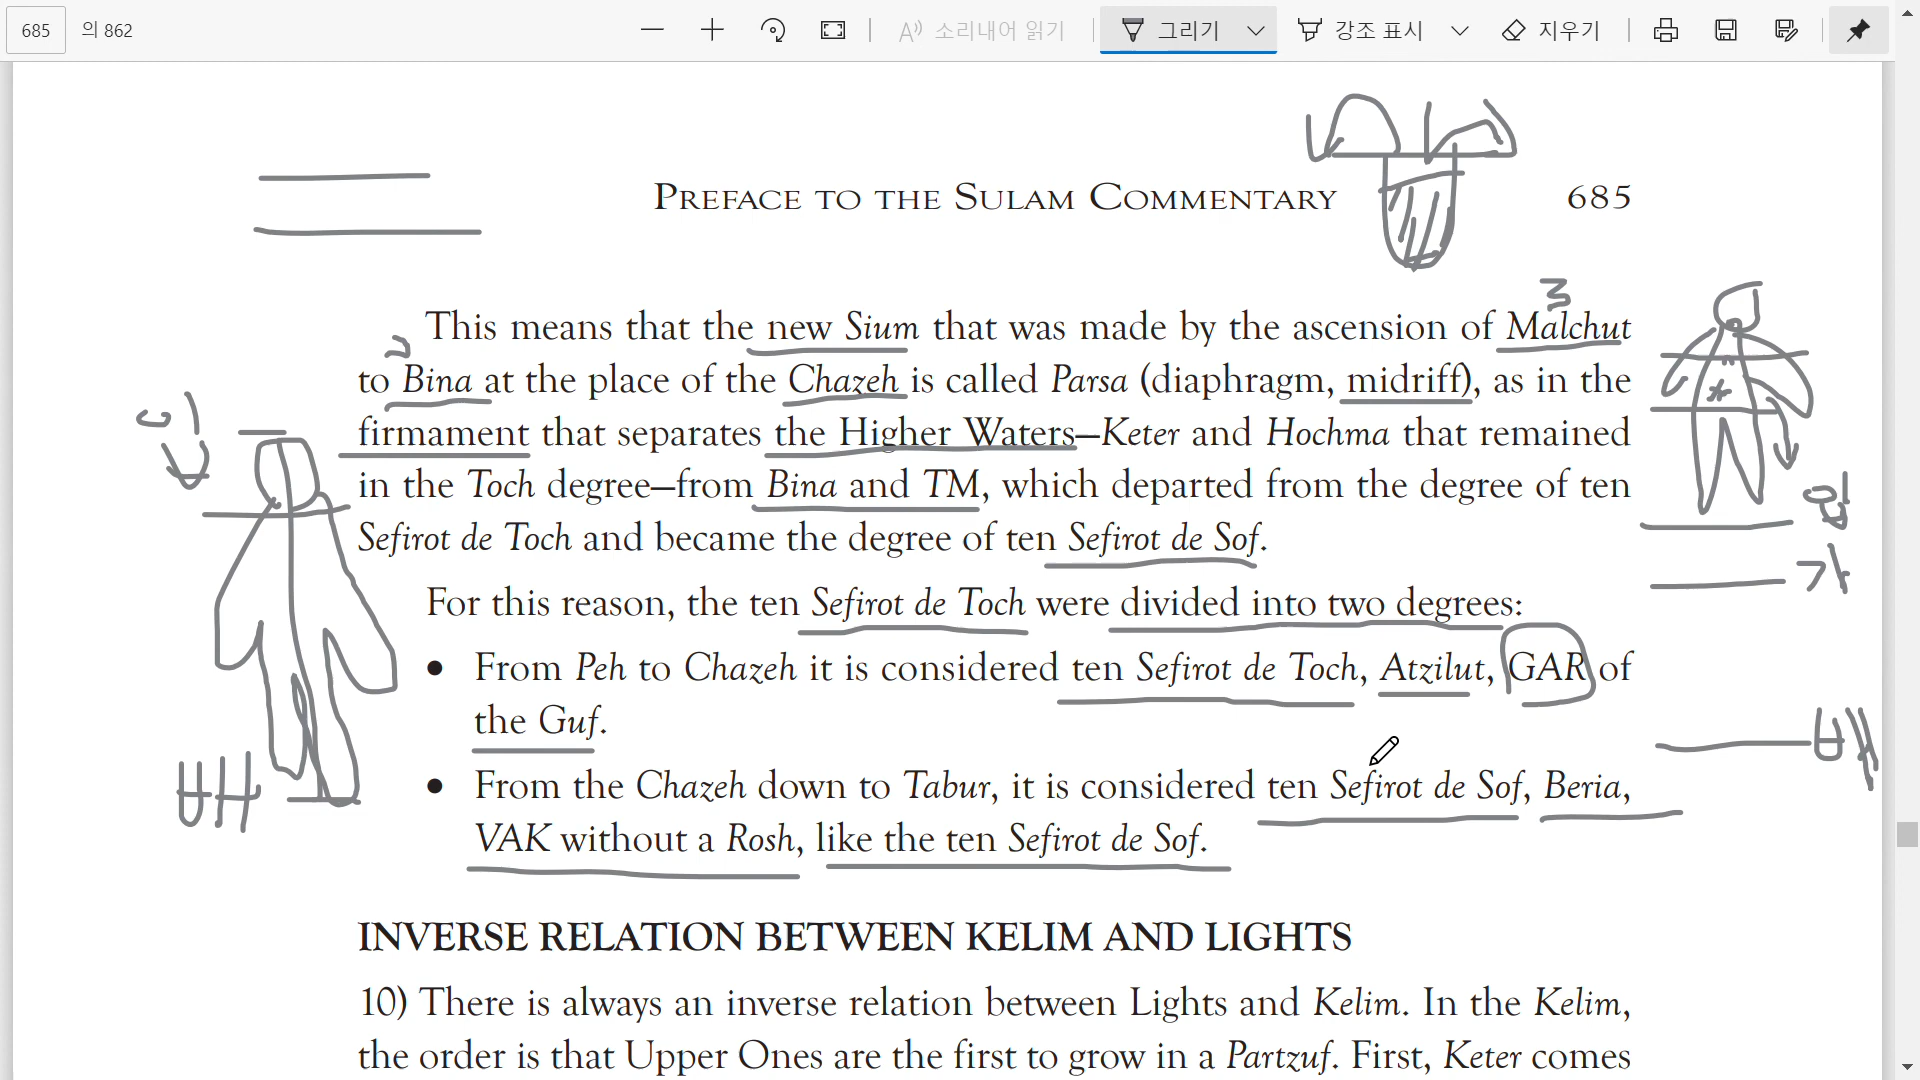 685 의 862 소리내어 읽기 그리기 강조 표시 지우기
PREFACE TO THE SULAM COMMENTARY 685
This means that the new Sium that was made by the ascension of Malchut
to Bina at the place of the Chazeh is called Parsa (diaphragm, midriff), as in the
firmament that separates the Higher Waters—Keter and Hochma that remained
in the Toch degree—from Bina and TM, which departed from the degree of ten
Sefirot de Toch and became the degree of ten Sefirot de Sof.
For this reason, the ten Sefirot de Toch were divided into two degrees:
• From Peh to Chazeh it is considered ten Sefirot de Toch, Atzilut, GAR of
the Guf.
• From the Chazeh down to Tabur, it is considered ten Sefirot de Sof, Beria,
VAK without a Rosh, like the ten Sefirot de Sof.
INVERSE RELATION BETWEEN KELIM AND LIGHTS
10) There is always an inverse relation between Lights and Kelim. In the Kelim,
the order is that Upper Ones are the first to grow in a Partzuf. First, Keter comes